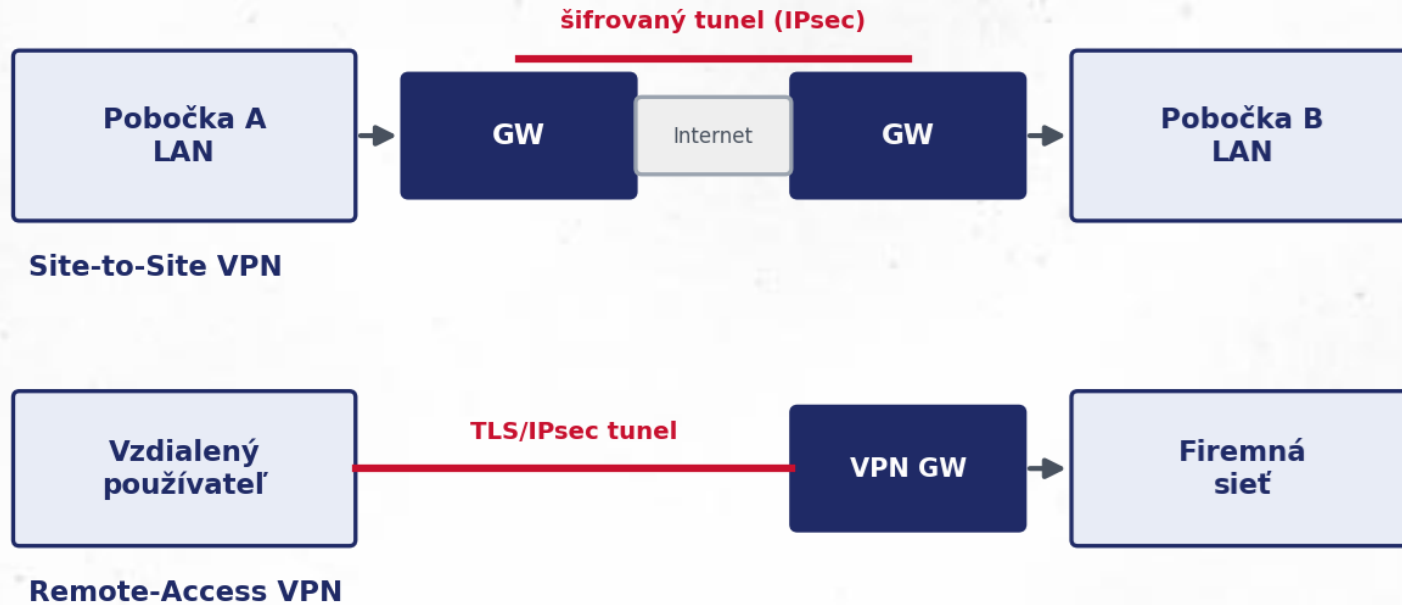 šifrovaný tunel (IPsec)
Pobočka A
LAN
GW
Internet
GW
Pobočka B
LAN
Site-to-Site VPN
Vzdialený
používateľ
TLS/IPsec tunel
VPN GW
Firemná
sieť
Remote-Access VPN